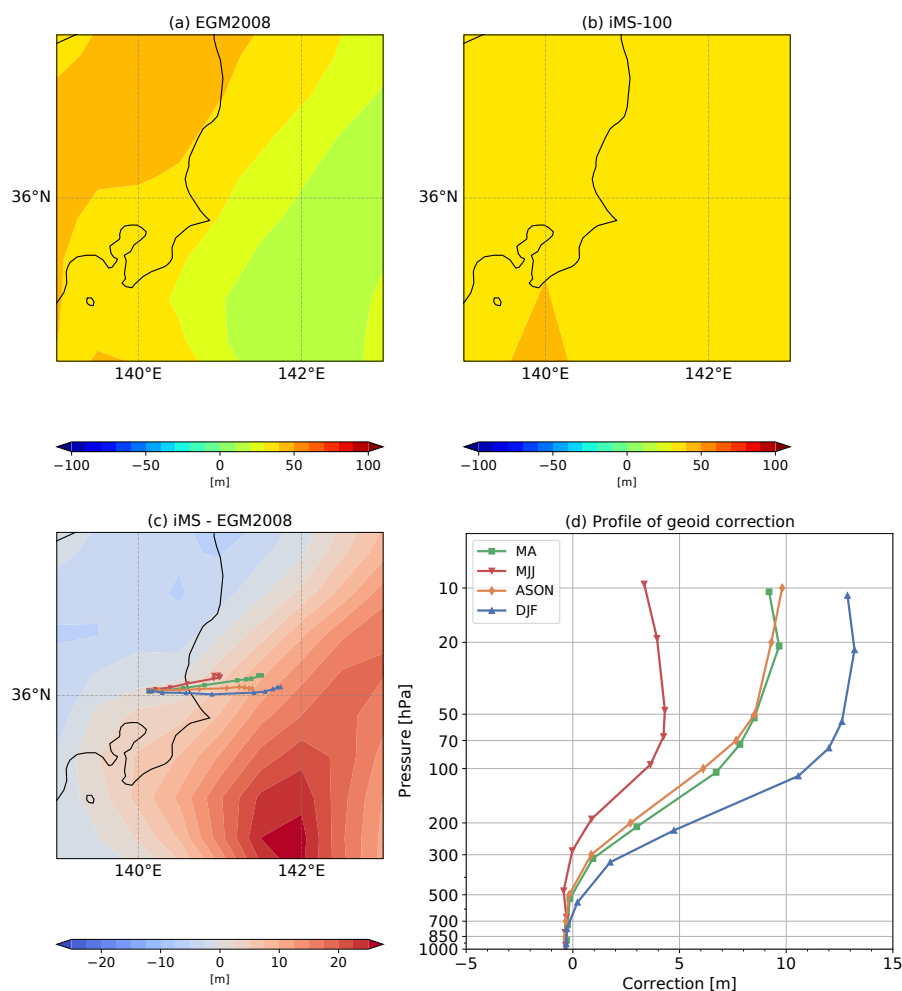 (a) EGM2008
36°N
140°E 142°E
−100 −50 0 50 100
[m]
(b) iMS-100
36°N
140°E 142°E
−100 −50 0 50 100
[m]
(c) iMS - EGM2008
36°N
140°E 142°E
−20 −10 0 10 20
[m]
(d) Profile of geoid correction
MA
MJJ
ASON
DJF
Pressure [hPa]
10
20
50
70
100
200
300
500
700
850
1000
−5 0 5 10 15
Correction [m]